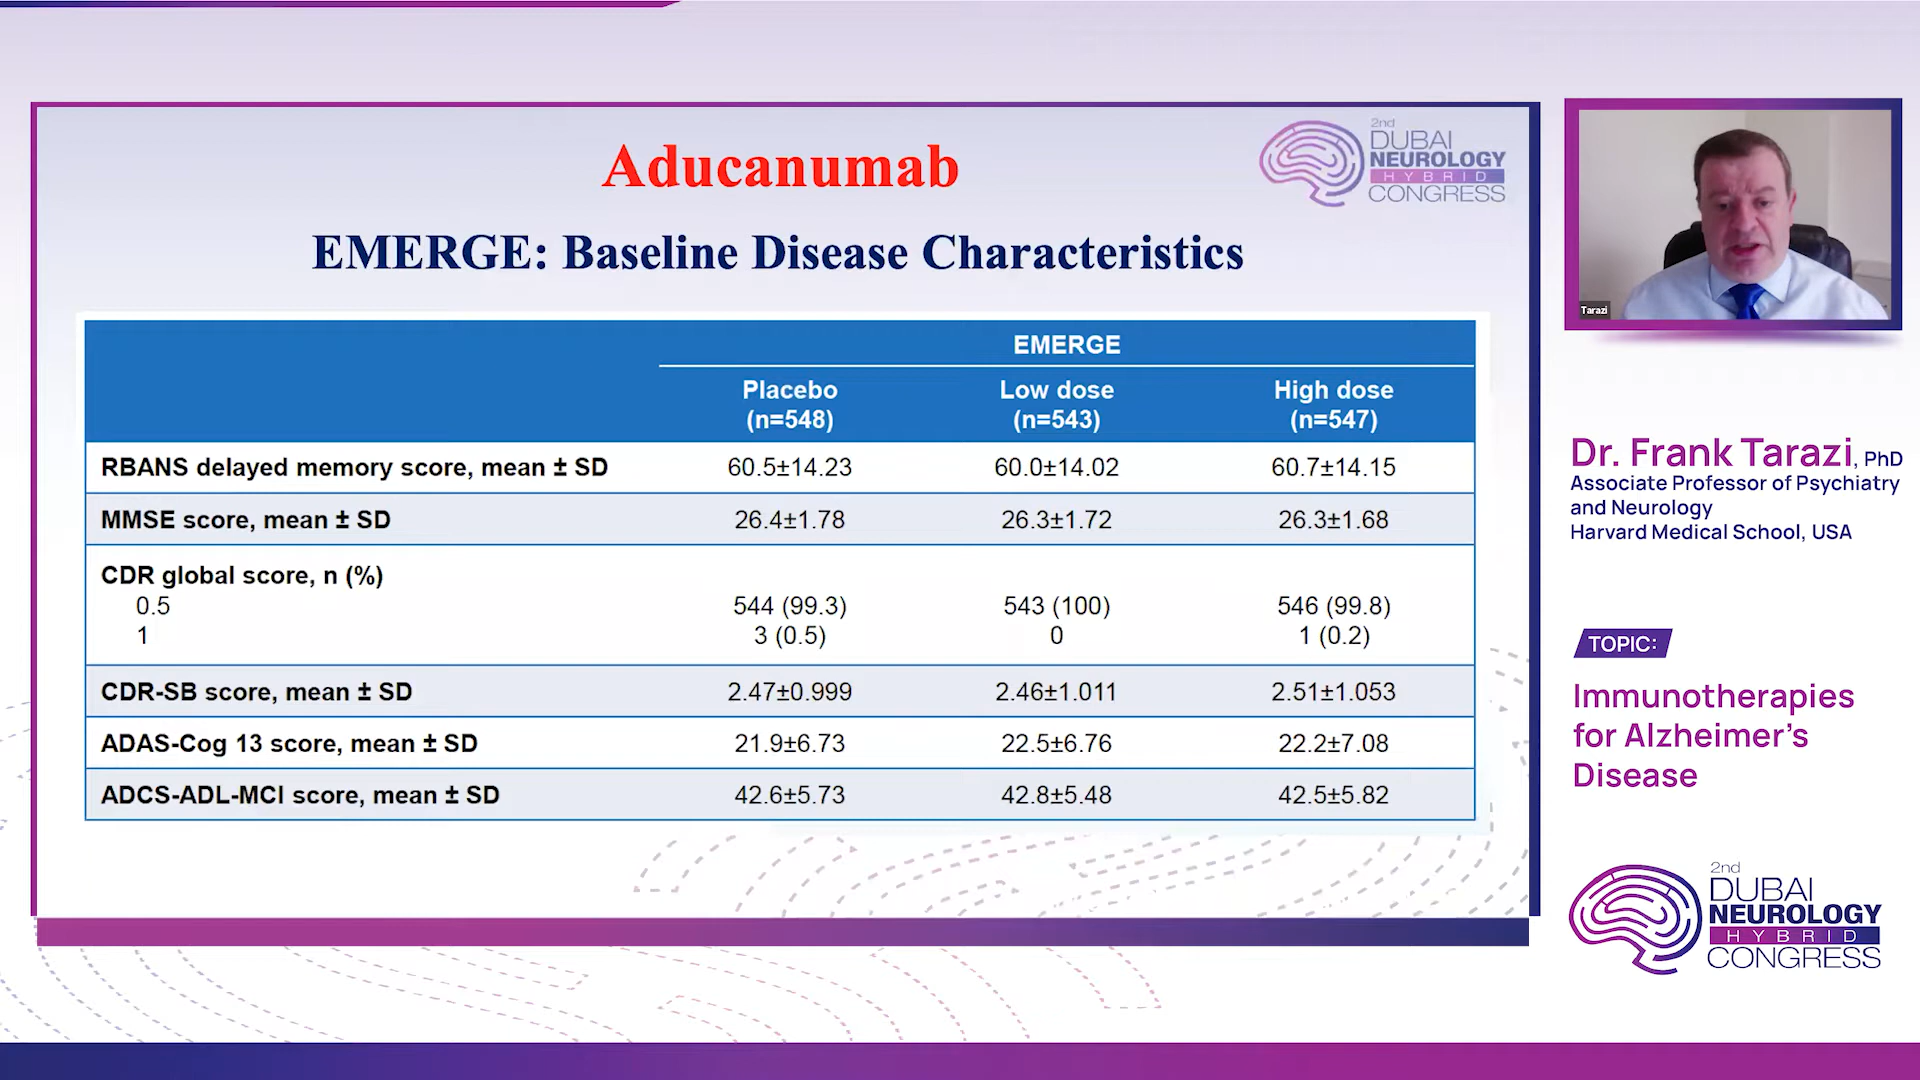 Aducanumab
2nd
DUBAI
NEUROLOGY
HYBRID
CONGRESS
EMERGE: Baseline Disease Characteristics
EMERGE
Placebo Low dose High dose
(n=548) (n=543) (n=547)
RBANS delayed memory score, mean ± SD 60.5±14.23 60.0±14.02 60.7±14.15
MMSE score, mean ± SD 26.4±1.78 26.3±1.72 26.3±1.68
CDR global score, n (%)
0.5 544 (99.3) 543 (100) 546 (99.8)
1 3 (0.5) 0 1 (0.2)
CDR-SB score, mean ± SD 2.47±0.999 2.46±1.011 2.51±1.053
ADAS-Cog 13 score, mean ± SD 21.9±6.73 22.5±6.76 22.2±7.08
ADCS-ADL-MCI score, mean ± SD 42.6±5.73 42.8±5.48 42.5±5.82
Tarazi
Dr. Frank Tarazi, PhD
Associate Professor of Psychiatry
and Neurology
Harvard Medical School, USA
TOPIC:
Immunotherapies
for Alzheimer's
Disease
2nd
DUBAI
NEUROLOGY
HYBRID
CONGRESS